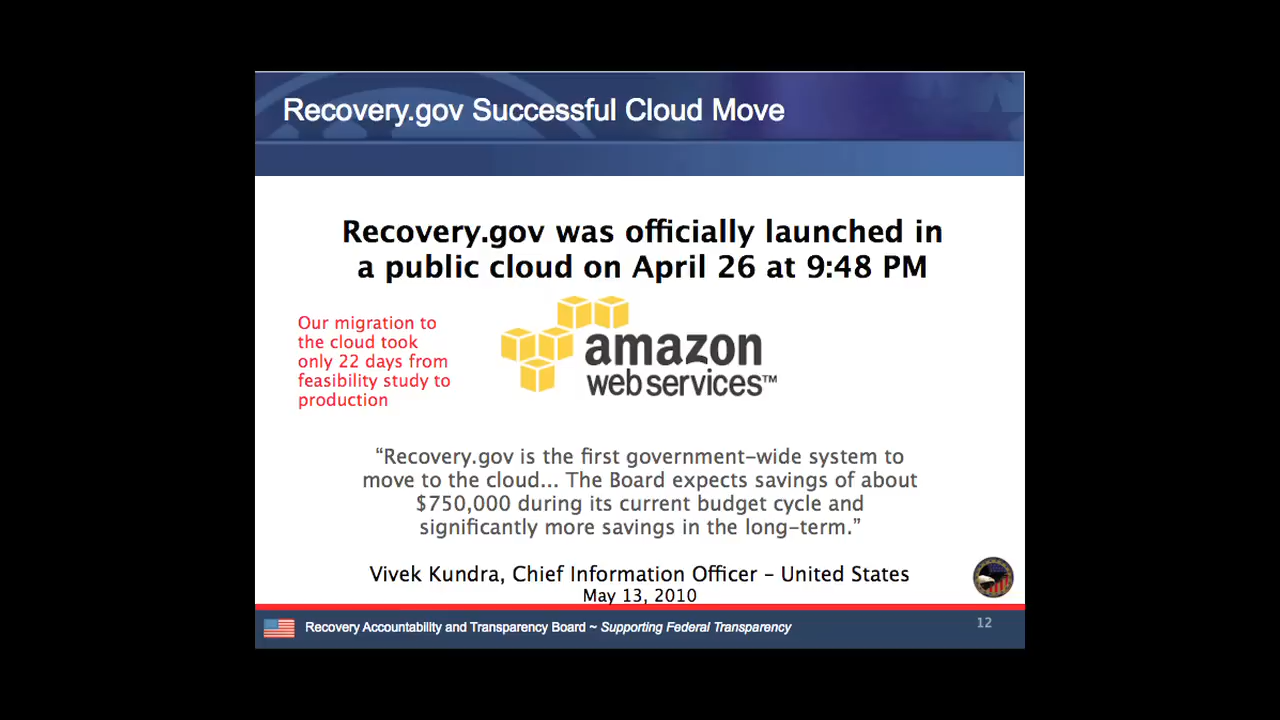 Recovery.gov Successful Cloud Move
Recovery.gov was officially launched in
a public cloud on April 26 at 9:48 PM
Our migration to
the cloud took
only 22 days from
feasibility study to
production
amazon
web services™
“Recovery.gov is the first government-wide system to
move to the cloud... The Board expects savings of about
$750,000 during its current budget cycle and
significantly more savings in the long-term.”
Vivek Kundra, Chief Information Officer – United States
May 13, 2010
Recovery Accountability and Transparency Board ~ Supporting Federal Transparency
12